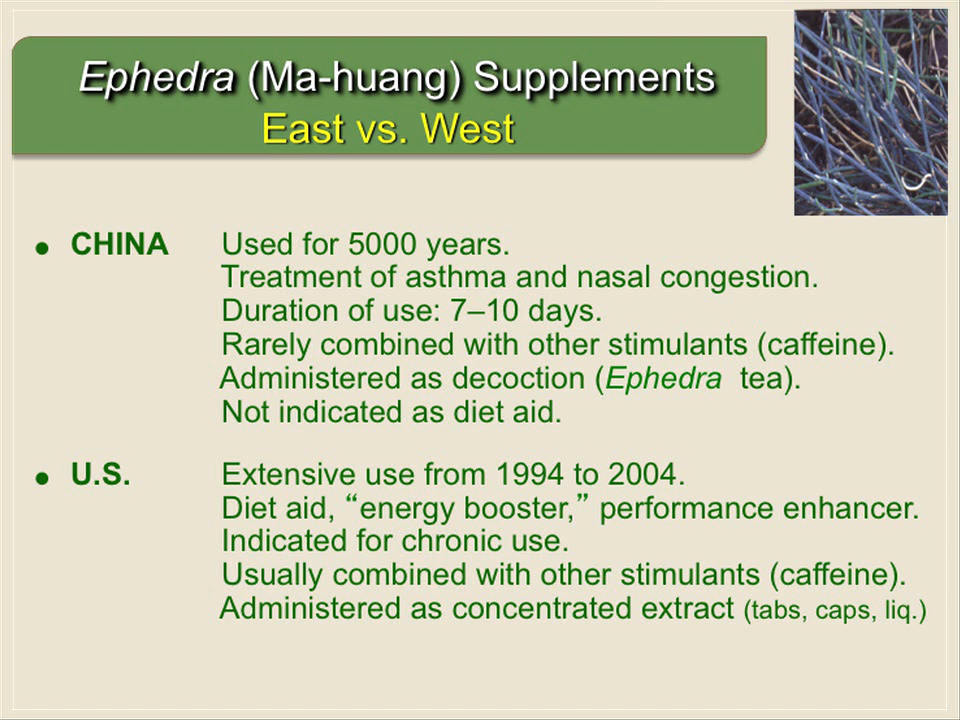 Ephedra (Ma-huang) Supplements
East vs. West
• CHINA Used for 5000 years.
Treatment of asthma and nasal congestion.
Duration of use: 7–10 days.
Rarely combined with other stimulants (caffeine).
Administered as decoction (Ephedra tea).
Not indicated as diet aid.
• U.S. Extensive use from 1994 to 2004.
Diet aid, “energy booster,” performance enhancer.
Indicated for chronic use.
Usually combined with other stimulants (caffeine).
Administered as concentrated extract (tabs, caps, liq.)